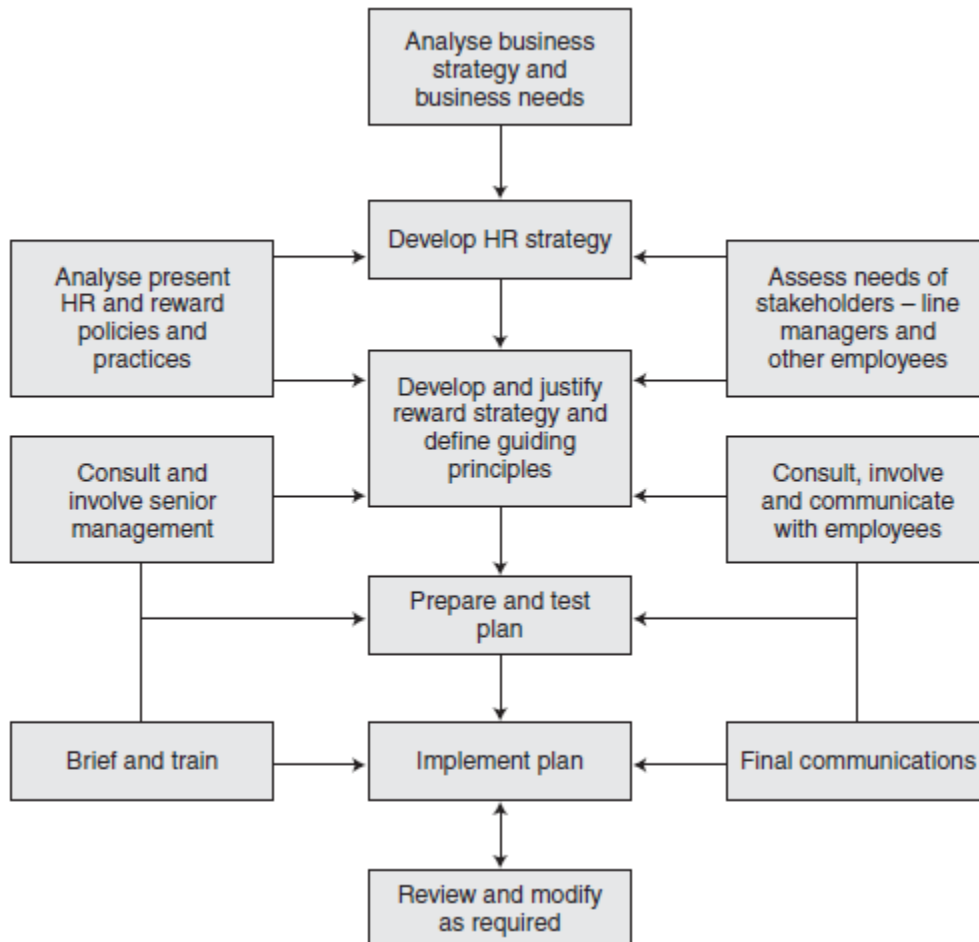 Analyse business
strategy and
business needs
Develop HR strategy
Analyse present
HR and reward
policies and
practices
Assess needs of
stakeholders – line
managers and
other employees
Develop and justify
reward strategy and
define guiding
principles
Consult and
involve senior
management
Consult, involve
and communicate
with employees
Prepare and test
plan
Brief and train
Implement plan
Final communications
Review and modify
as required